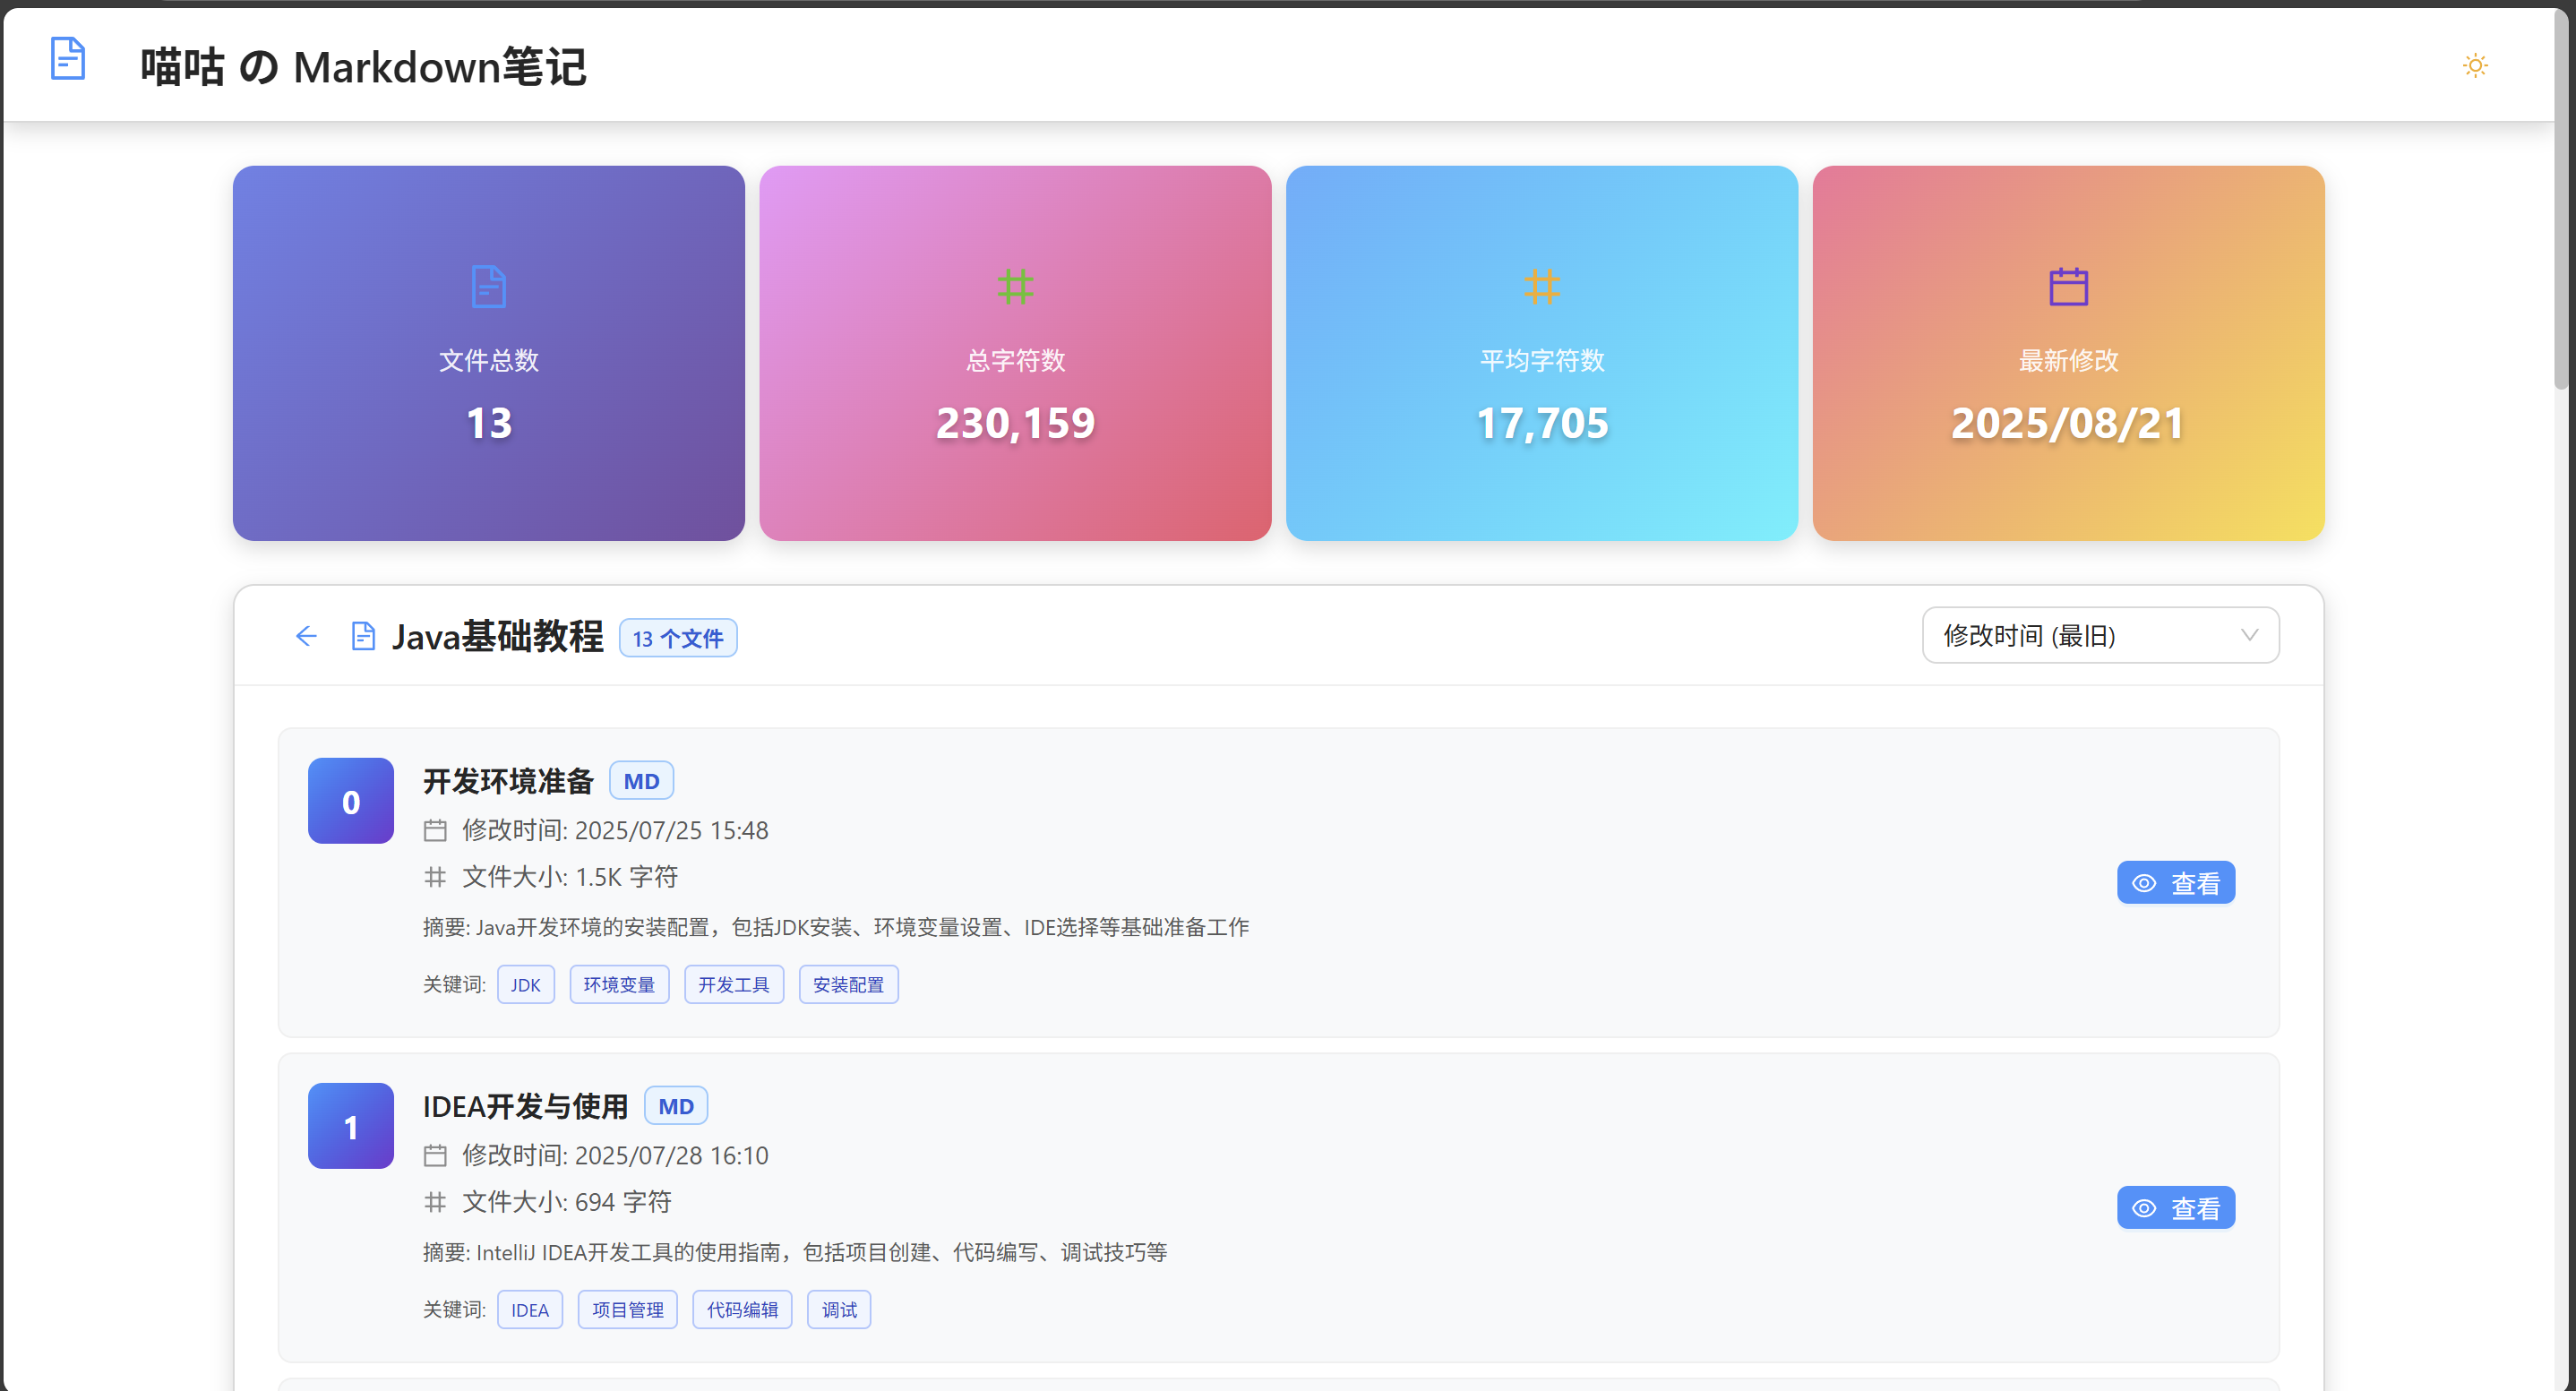 喵咕 の Markdown笔记
文件总数
13
总字符数
230,159
平均字符数
17,705
最新修改
2025/08/21
Java基础教程 13 个文件
修改时间 (最旧)
0
开发环境准备 MD
修改时间: 2025/07/25 15:48
文件大小: 1.5K 字符
查看
摘要: Java开发环境的安装配置，包括JDK安装、环境变量设置、IDE选择等基础准备工作
关键词: JDK 环境变量 开发工具 安装配置
1
IDEA开发与使用 MD
修改时间: 2025/07/28 16:10
文件大小: 694 字符
查看
摘要: IntelliJ IDEA开发工具的使用指南，包括项目创建、代码编写、调试技巧等
关键词: IDEA 项目管理 代码编辑 调试